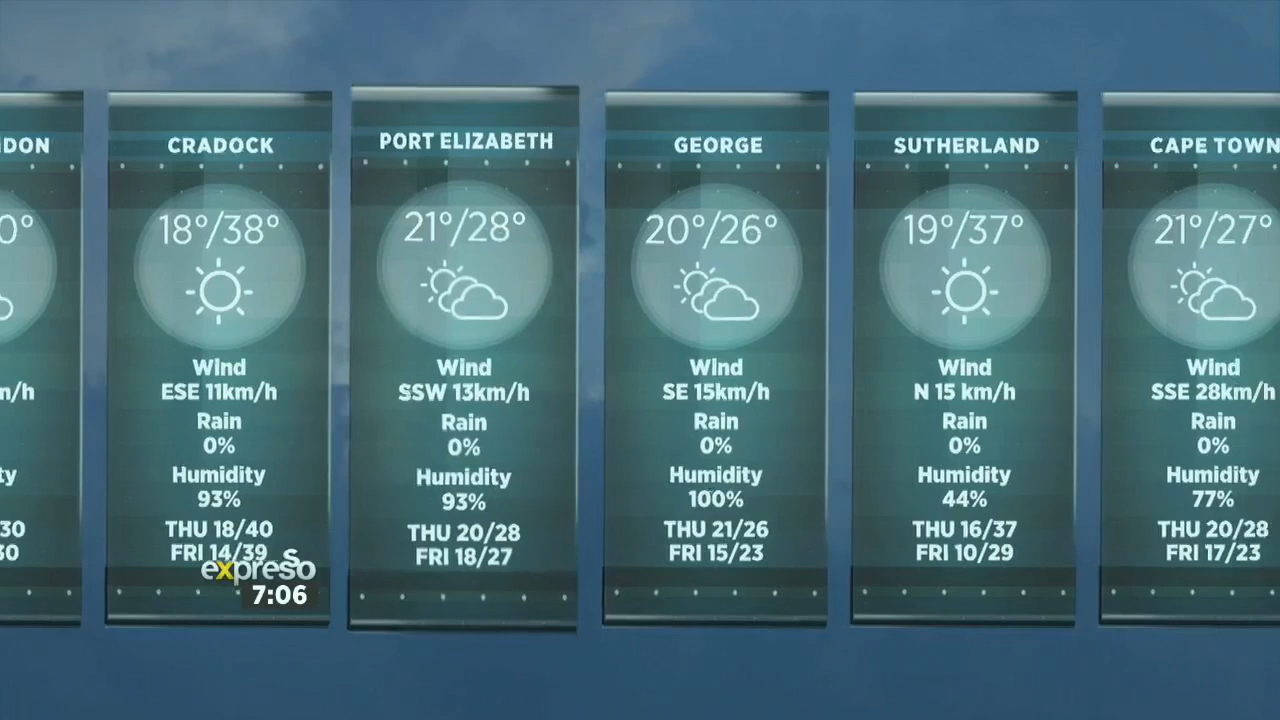 CRADOCK
18°/38°
Wind
ESE 11km/h
Rain
0%
Humidity
93%
THU 18/40
FRI 14/39
PORT ELIZABETH
21°/28°
Wind
SSW 13km/h
Rain
0%
Humidity
93%
THU 20/28
FRI 18/27
GEORGE
20°/26°
Wind
SE 15km/h
Rain
0%
Humidity
100%
THU 21/26
FRI 15/23
SUTHERLAND
19°/37°
Wind
N 15 km/h
Rain
0%
Humidity
44%
THU 16/37
FRI 10/29
CAPE TOWN
21°/27°
Wind
SSE 28km/h
Rain
0%
Humidity
77%
THU 20/28
FRI 17/23
S
expreso
7:06